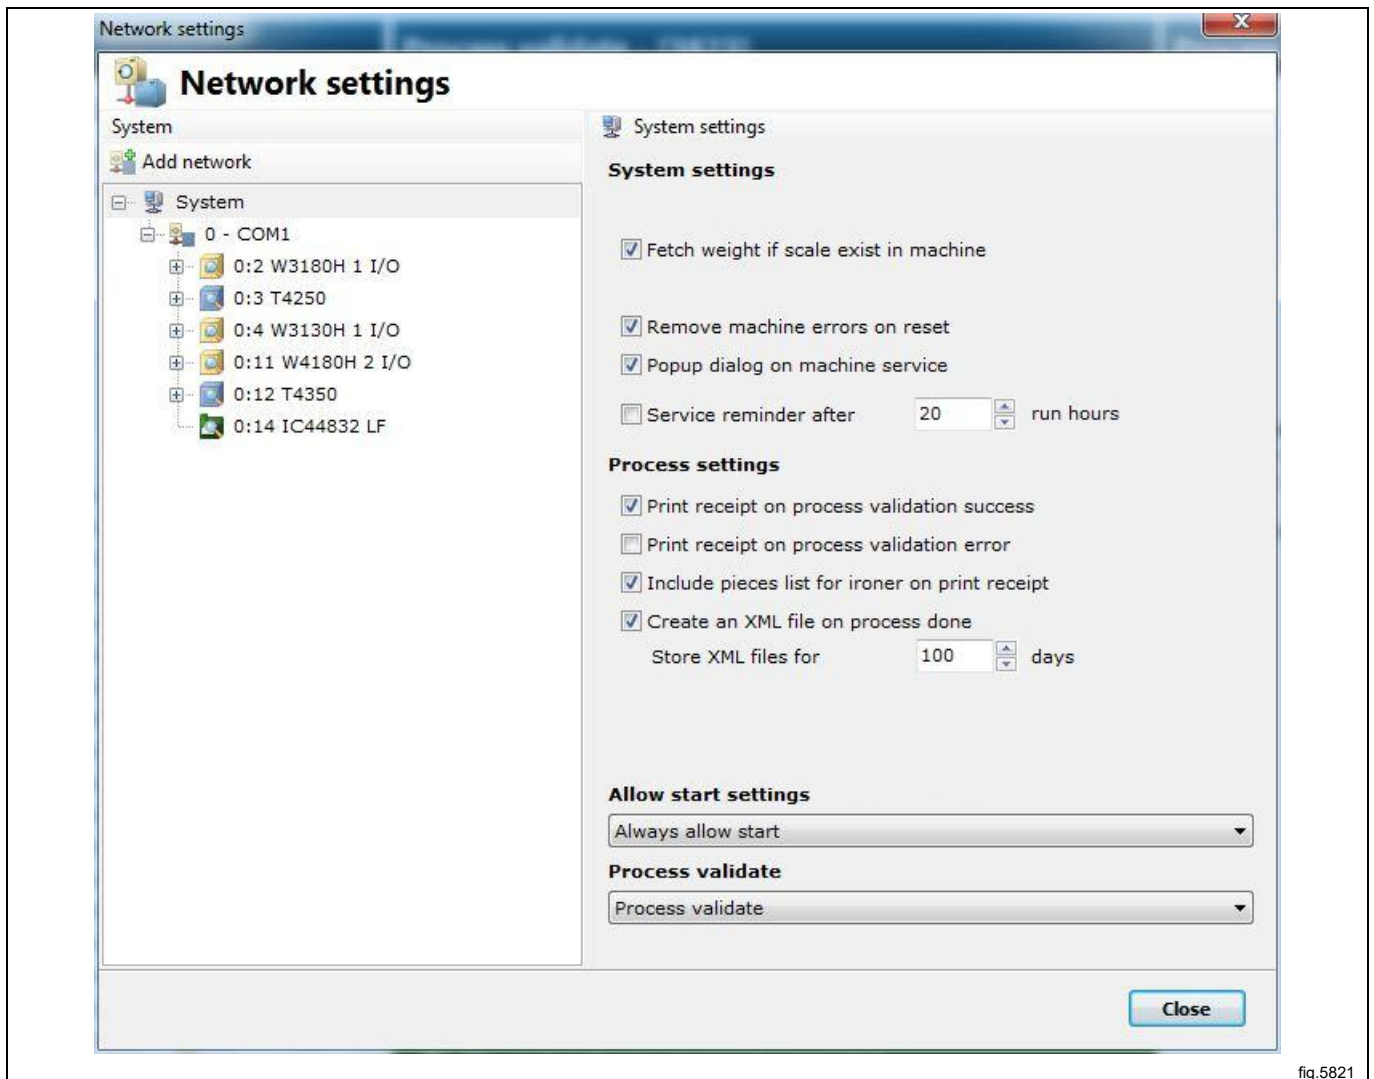 Network settings
Network settings
System
Add network
System
0 - COM1
0:2 W3180H 1 I/O
0:3 T4250
0:4 W3130H 1 I/O
0:11 W4180H 2 I/O
0:12 T4350
0:14 IC44832 LF
System settings
System settings
Fetch weight if scale exist in machine
Remove machine errors on reset
Popup dialog on machine service
Service reminder after 20 run hours
Process settings
Print receipt on process validation success
Print receipt on process validation error
Include pieces list for ironer on print receipt
Create an XML file on process done
Store XML files for 100 days
Allow start settings
Always allow start
Process validate
Process validate
Close
fig.5821